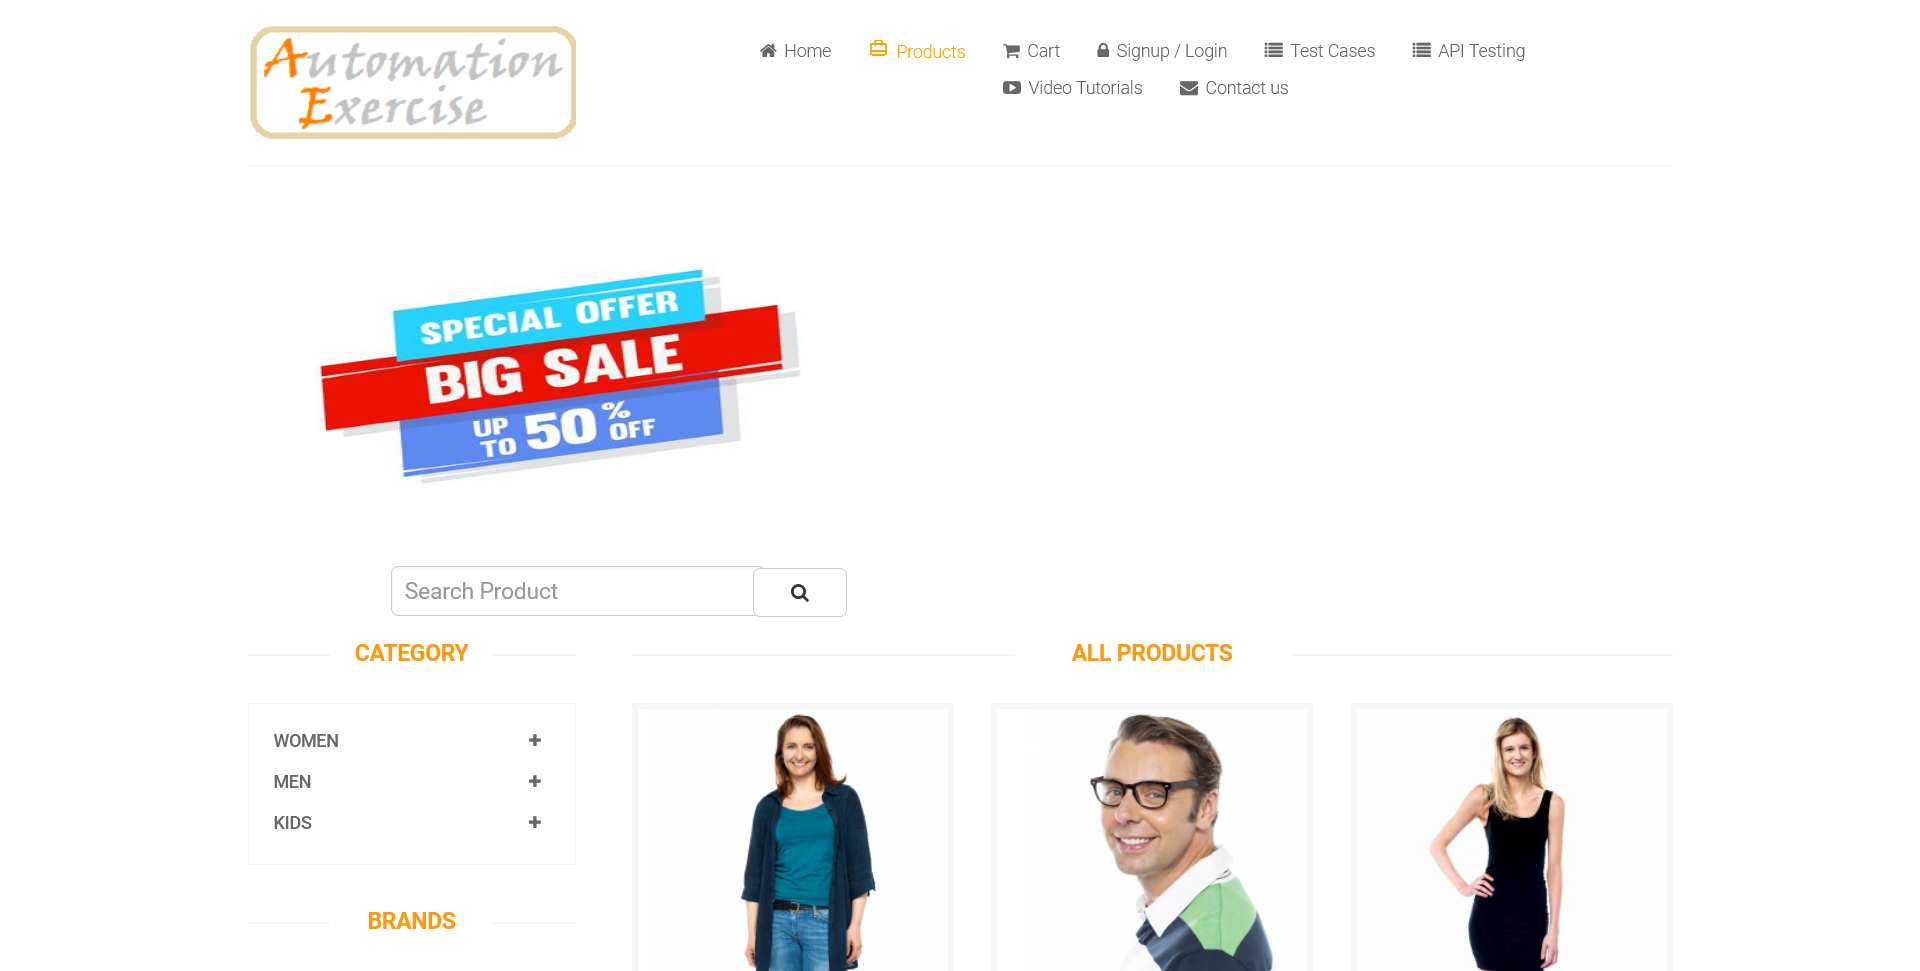 Automation
Exercise
Home
Products
Cart
Signup / Login
Test Cases
API Testing
Video Tutorials
Contact us
SPECIAL OFFER
BIG SALE
UP TO 50% OFF
Search Product
CATEGORY
ALL PRODUCTS
WOMEN
MEN
KIDS
BRANDS